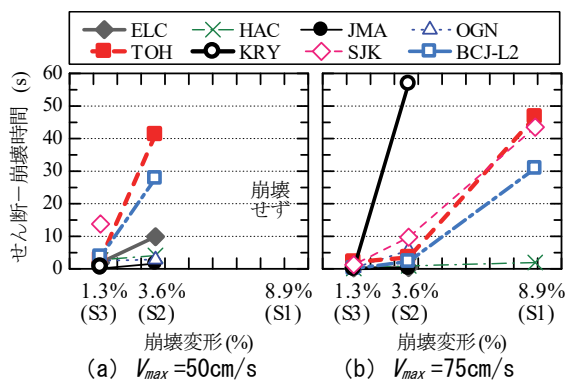 ELC HAC JMA OGN
TOH KRY SJK BCJ-L2
せん断ー崩壊時間 (s)
60
50
40
30
20
10
0
崩壊
せず
1.3% 3.6% 8.9% 1.3% 3.6% 8.9%
(S3) (S2) (S1) (S3) (S2) (S1)
崩壊変形(%) 崩壊変形(%)
(a) Vmax=50cm/s (b) Vmax=75cm/s